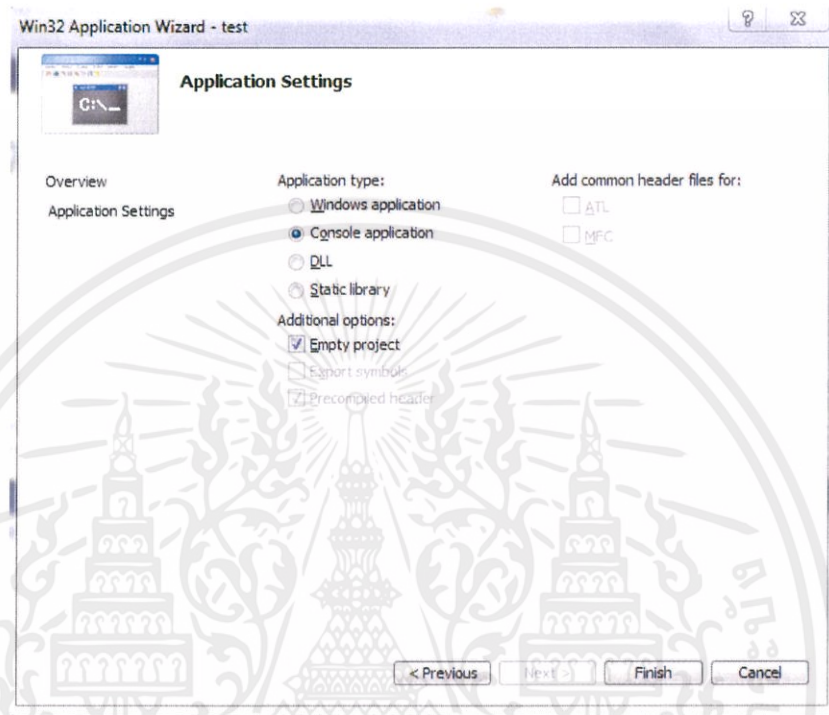 Win32 Application Wizard - test
C:\_
Application Settings
Overview
Application Settings
Application type:
Windows application
Console application
DLL
Static library
Additional options:
Empty project
Export symbols
Precompiled header
Add common header files for:
ATL
MFC
< Previous
Next >
Finish
Cancel